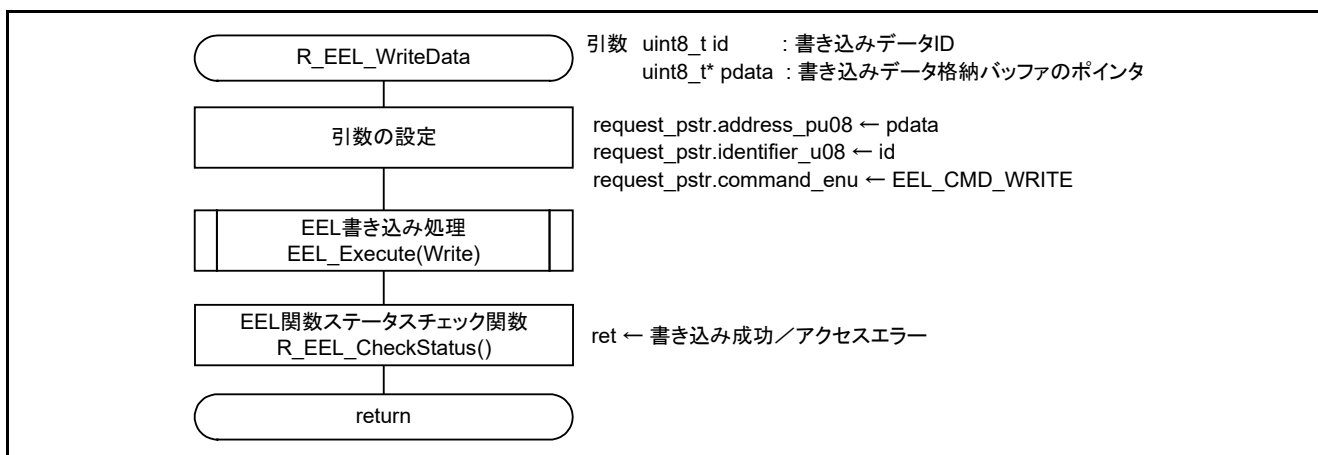 R_EEL_WriteData
引数 uint8_t id : 書き込みデータID
uint8_t* pdata : 書き込みデータ格納バッファのポインタ
引数の設定
request_pstr.address_pu08 ← pdata
request_pstr.identifier_u08 ← id
request_pstr.command_enu ← EEL_CMD_WRITE
EEL書き込み処理
EEL_Execute(Write)
EEL関数ステータスチェック関数
R_EEL_CheckStatus()
ret ← 書き込み成功／アクセスエラー
return